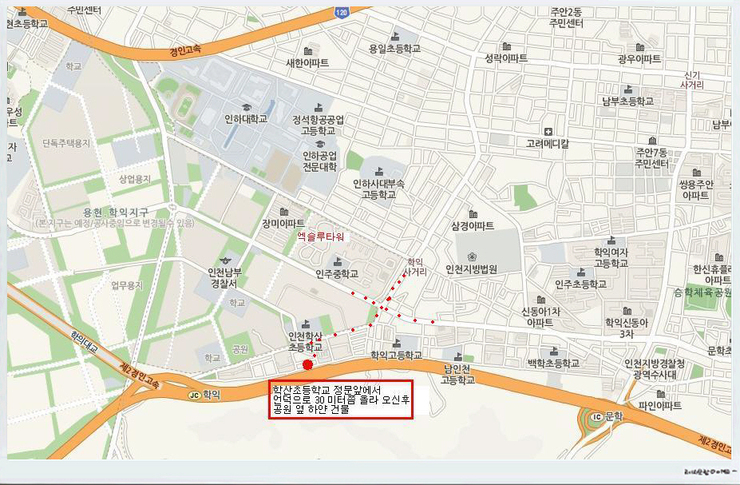 주민센터
현초등학교
경인고속
120
용일초등학교
새한아파트
주안2동
주민센터
성락아파트
광우아파트
신기
사거리
남부초등학교
학교
인하대학교
정석항공공업
고등학교
고려메디칼
단독주택용지
인하공업
전문대학
주안7동
주민센터
상업용지
인하사대부속
고등학교
쌍용주안
아파트
용현 학익지구
(본 지구는 예정/공사중임으로 변경될수 있음)
장미아파트
엑슬루타워
삼경아파트
학익
사거리
인천남부
경찰서
인주중학교
인천지방법원
학익여자
고등학교
한신휴플러
아파트
업무용지
인주초등학교
승학체육공원
학교
신동아1차
아파트
학익신동아
3차
인천학산
초등학교
공원
학익고등학교
학익대교
제2경인고속
남인천
고등학교
백학초등학교
인천지방경찰청
광역수사대
문학초
JC 학익
파인아파트
IC 문학
제2경인고
학산초등학교 정문앞에서
언덕으로 30 미터쯤 올라 오신후
공원 옆 하얀 건물